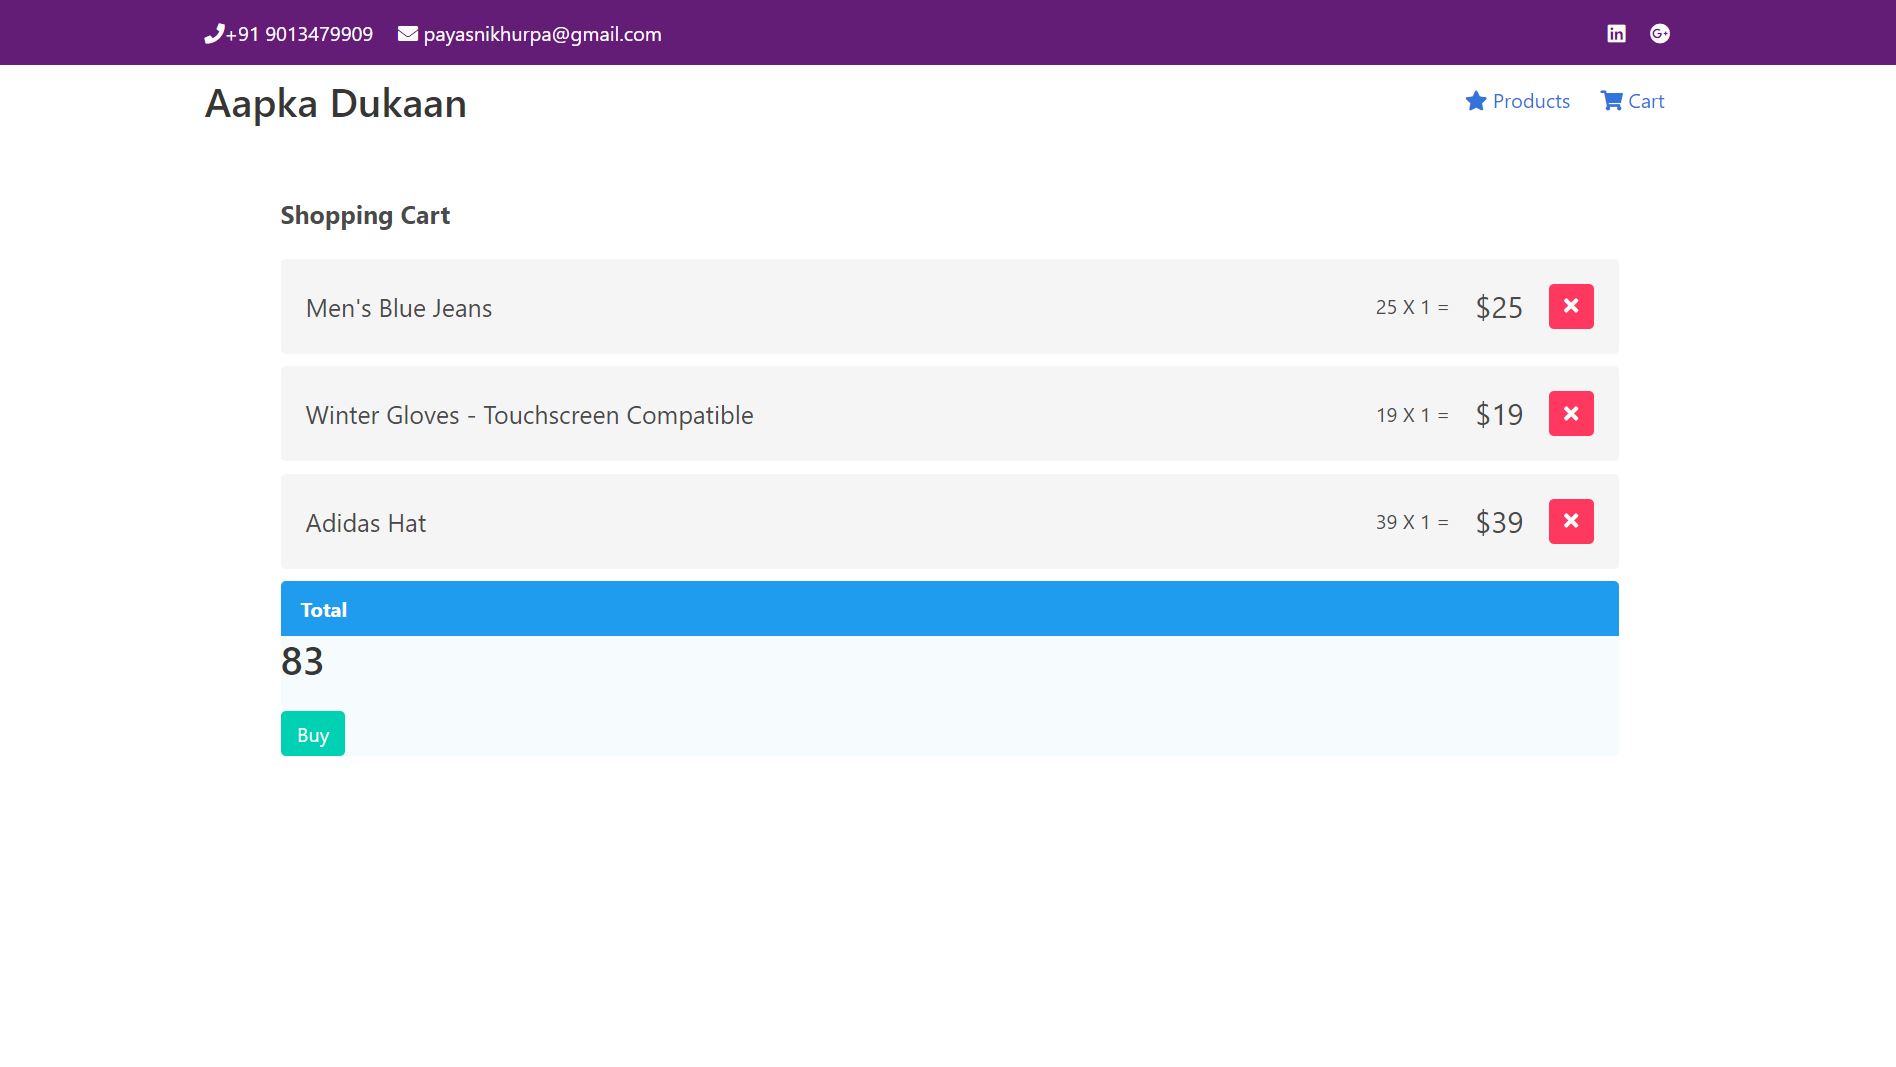 +91 9013479909 payasnikhurpa@gmail.com
Aapka Dukaan Products Cart
Shopping Cart
Men's Blue Jeans 25 X 1 = $25
Winter Gloves - Touchscreen Compatible 19 X 1 = $19
Adidas Hat 39 X 1 = $39
Total
83
Buy